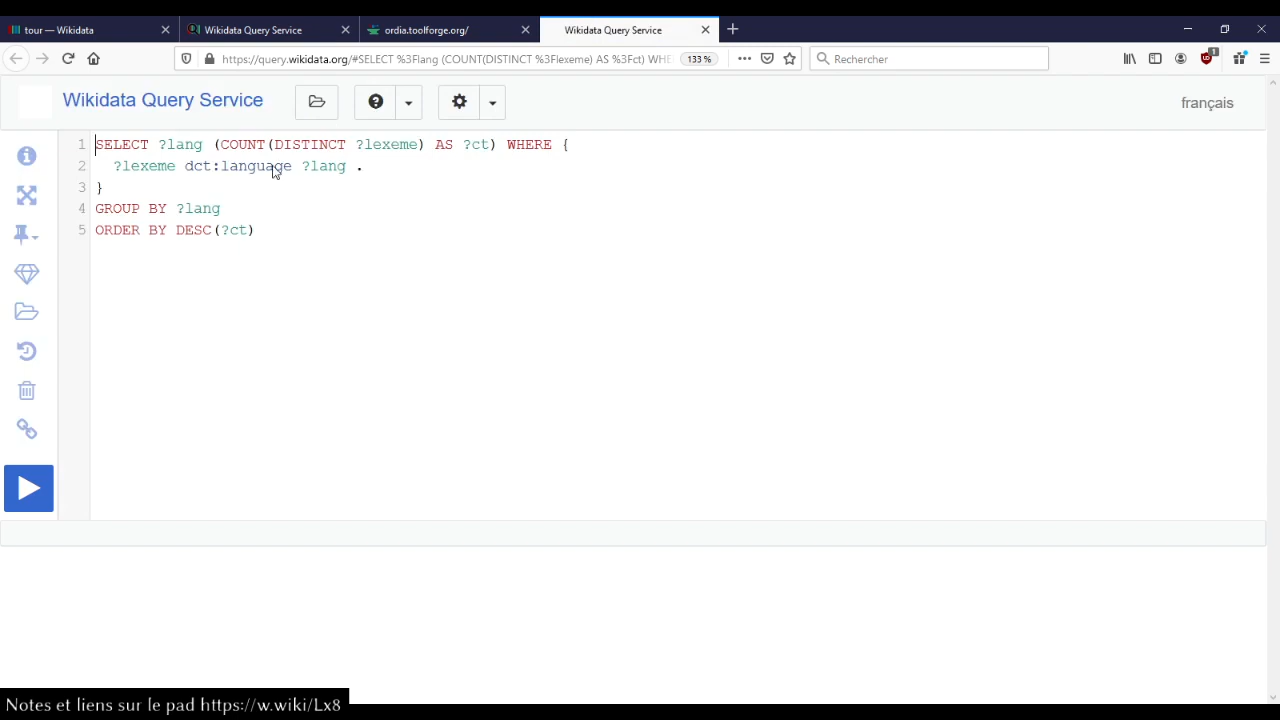 tour — Wikidata
Wikidata Query Service
ordia.toolforge.org/
Wikidata Query Service
https://query.wikidata.org/#SELECT %3Flang (COUNT(DISTINCT %3Flexeme) AS %3Fct) WHE
133 %
Rechercher
1
Wikidata Query Service
français
1 SELECT ?lang (COUNT(DISTINCT ?lexeme) AS ?ct) WHERE {
2 ?lexeme dct:language ?lang .
3 }
4 GROUP BY ?lang
5 ORDER BY DESC(?ct)
Notes et liens sur le pad https://w.wiki/Lx8